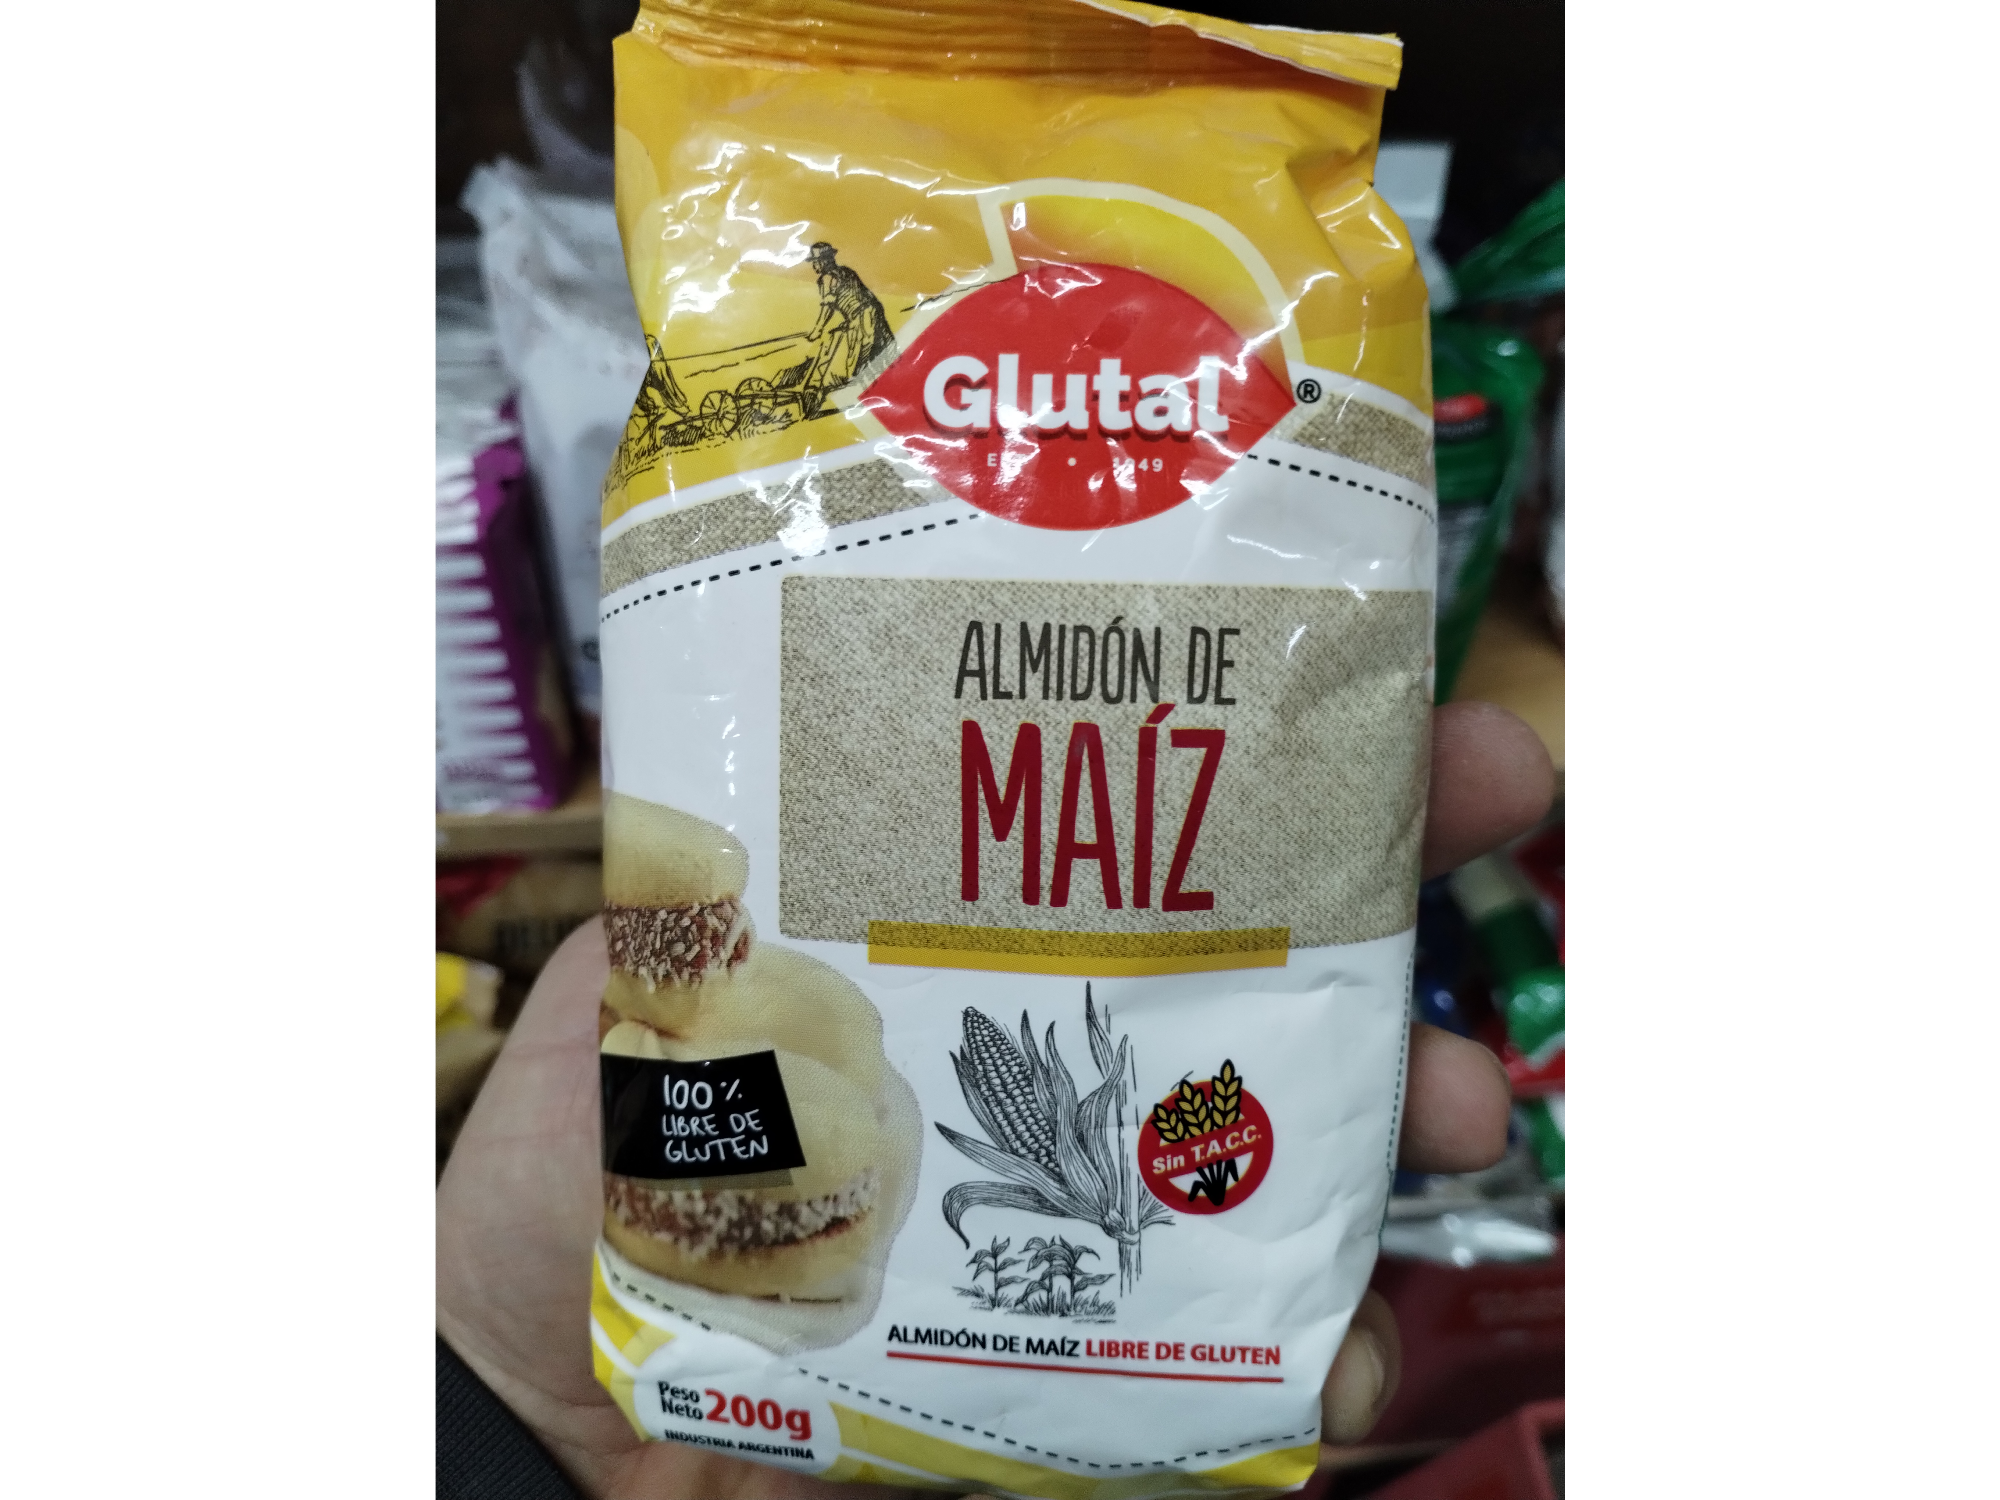 Glutal
®
ALMIDÓN DE
MAÍZ
100%
LIBRE DE
GLUTEN
Sin T.A.C.C.
ALMIDÓN DE MAÍZ LIBRE DE GLUTEN
Peso
Neto 200g
INDUSTRIA ARGENTINA